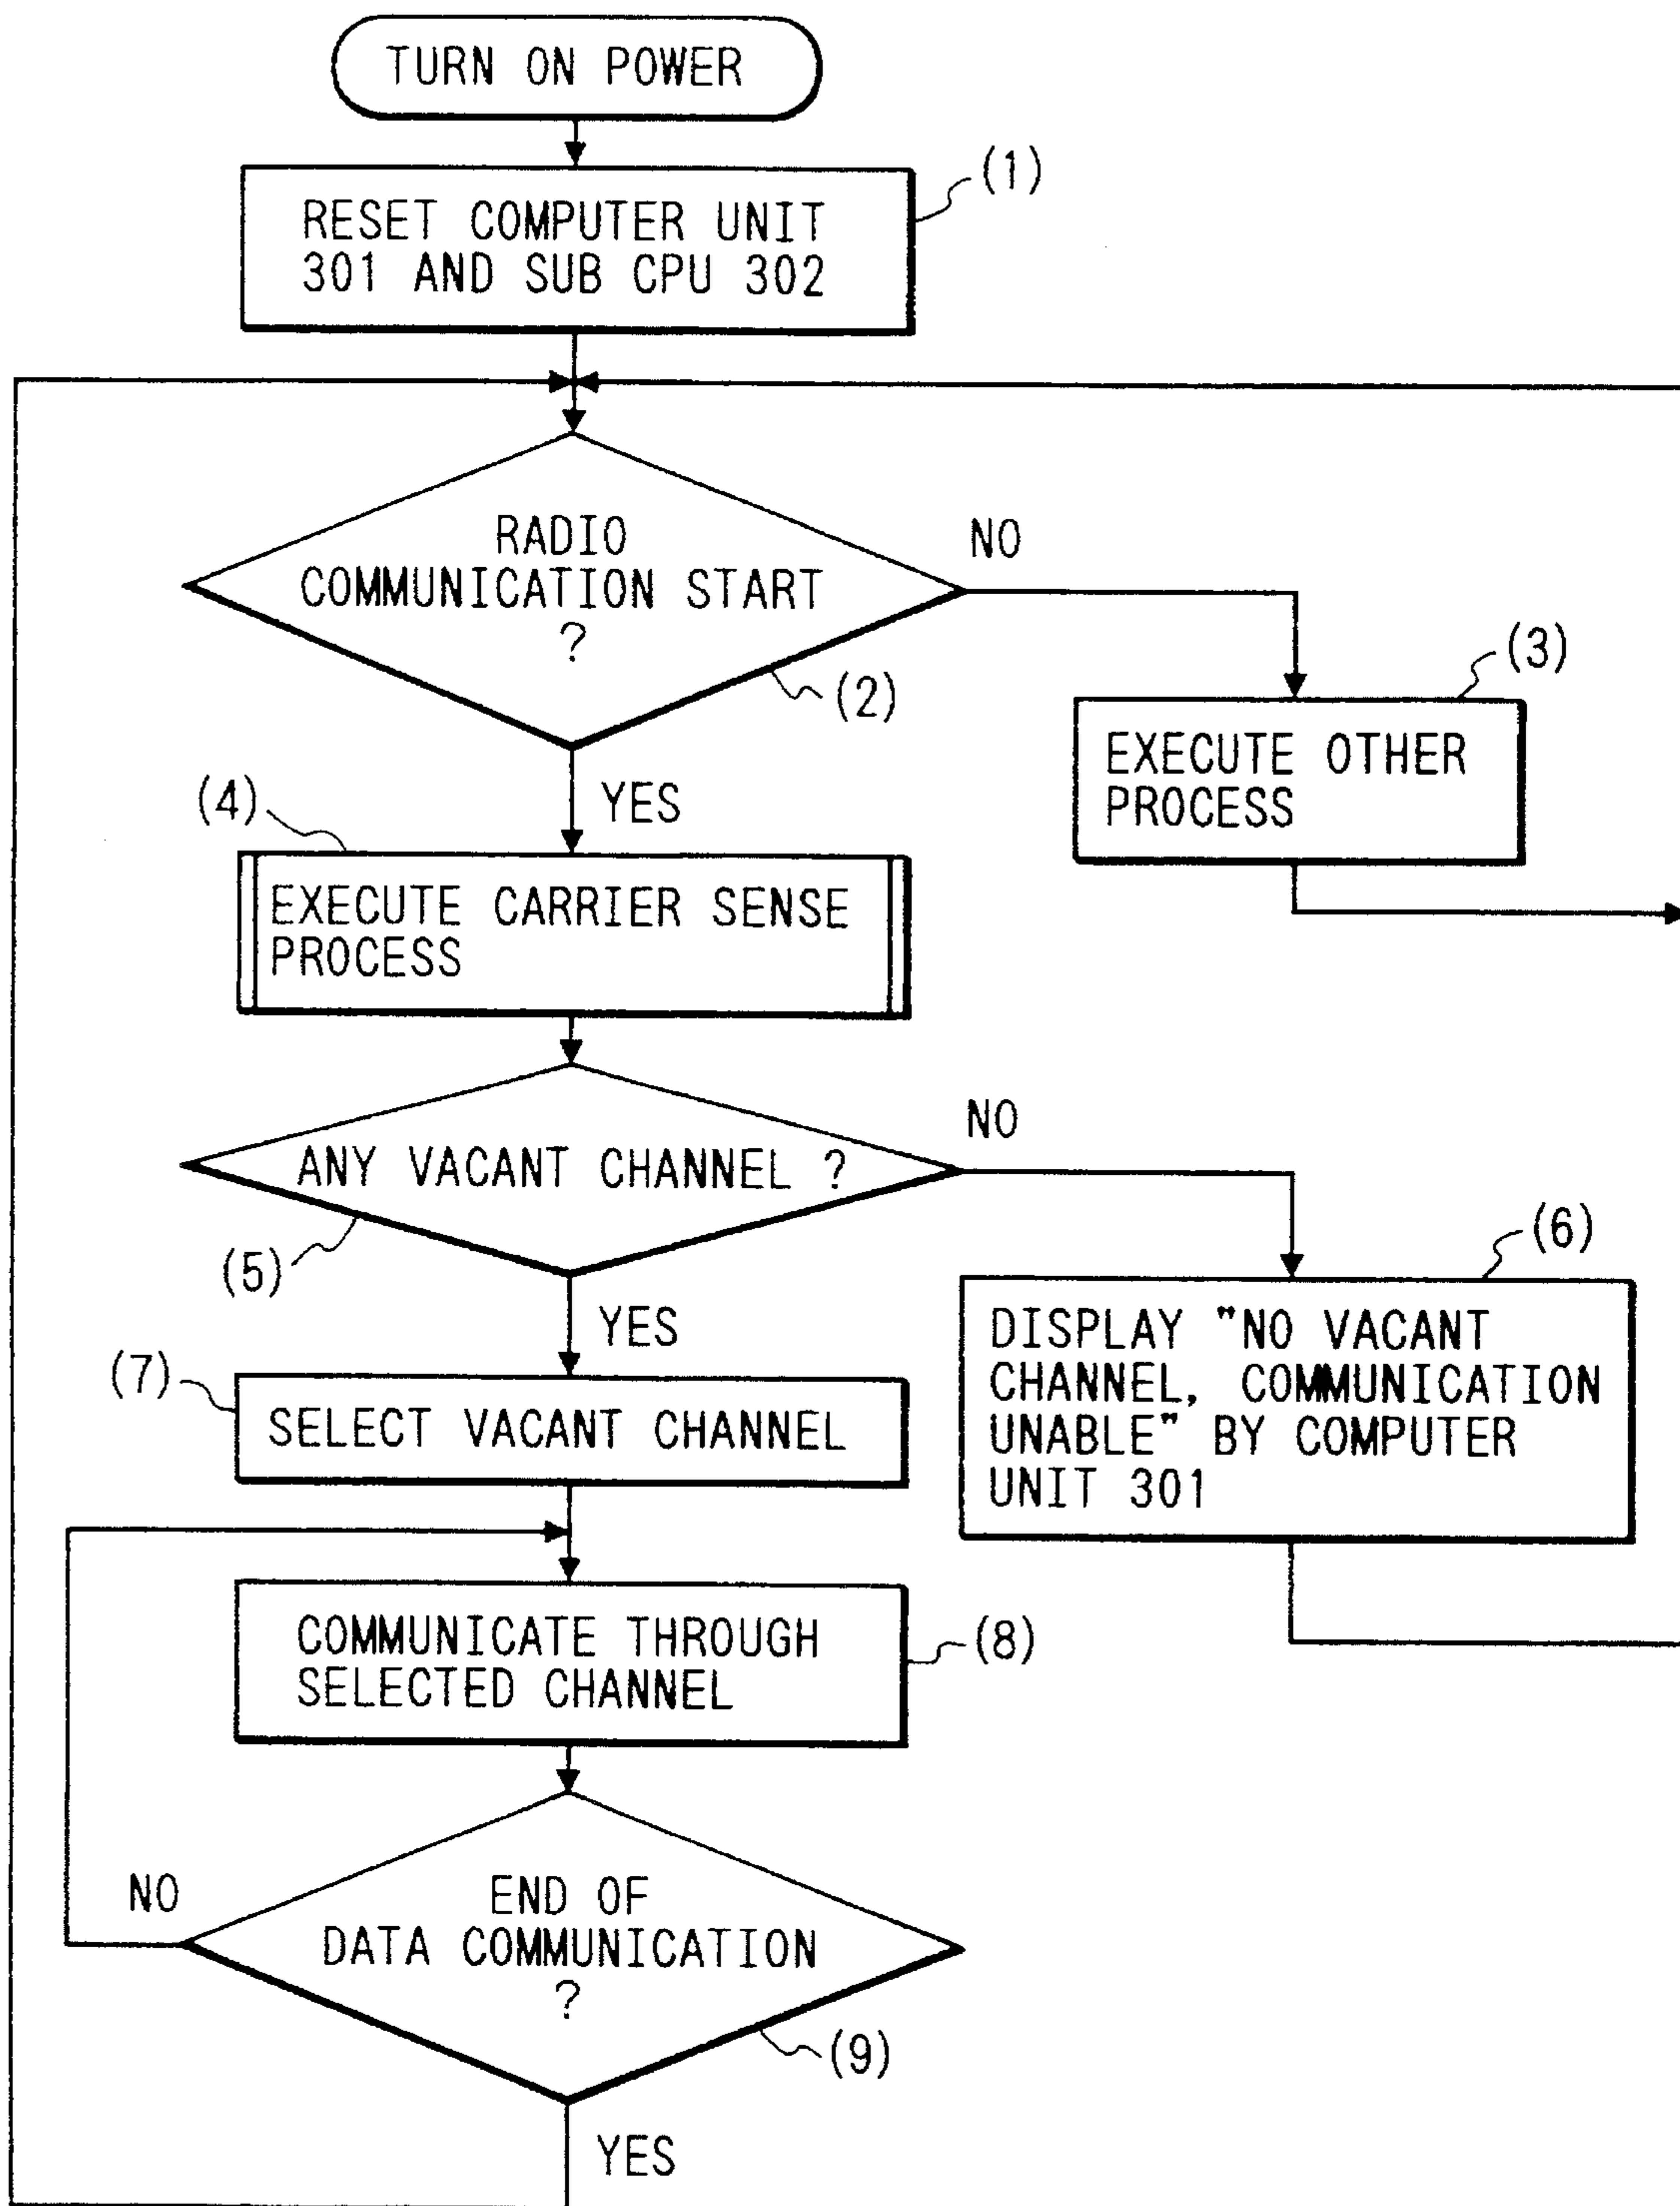 TURN ON POWER
(1)
RESET COMPUTER UNIT
301 AND SUB CPU 302
RADIO
COMMUNICATION START
?
NO
(2)
(3)
EXECUTE OTHER
PROCESS
YES
(4)
EXECUTE CARRIER SENSE
PROCESS
ANY VACANT CHANNEL ?
NO
(5)
(6)
DISPLAY "NO VACANT
CHANNEL, COMMUNICATION
UNABLE" BY COMPUTER
UNIT 301
YES
(7)
SELECT VACANT CHANNEL
COMMUNICATE THROUGH
SELECTED CHANNEL
(8)
END OF
DATA COMMUNICATION
?
NO
(9)
YES